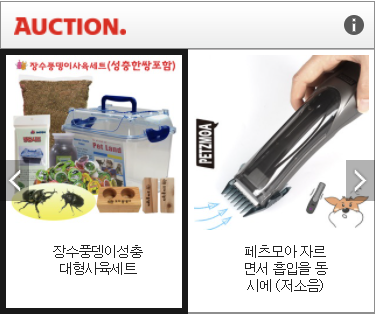 AUCTION.
장수풍뎅이사육세트(성충한쌍포함)
Pet Land
PETZMOA
장수풍뎅이성충
대형사육세트
페츠모아 자르
면서 흡입을 동
시에 (저소음)